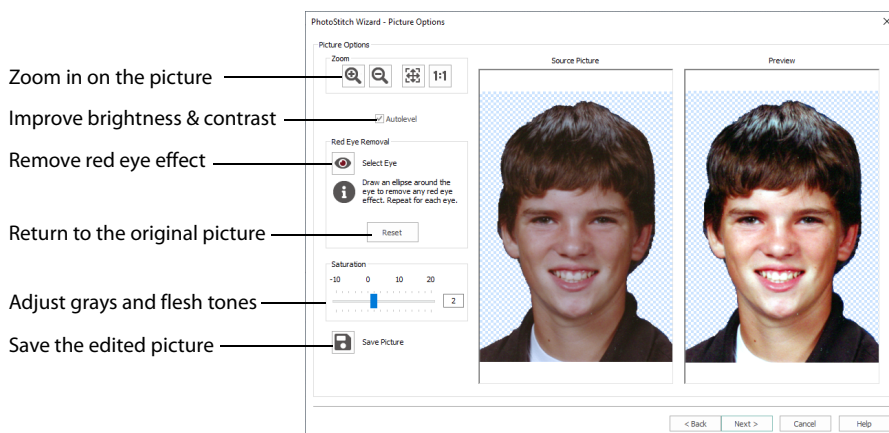 PhotoStitch Wizard - Picture Options
Picture Options
Zoom
1:1
Source Picture
Preview
Zoom in on the picture
Improve brightness & contrast
Autolevel
Red Eye Removal
Remove red eye effect
Select Eye
Draw an ellipse around the
eye to remove any red eye
effect. Repeat for each eye.
Return to the original picture
Reset
Saturation
-10 0 10 20
Adjust grays and flesh tones
2
Save the edited picture
Save Picture
< Back Next > Cancel Help